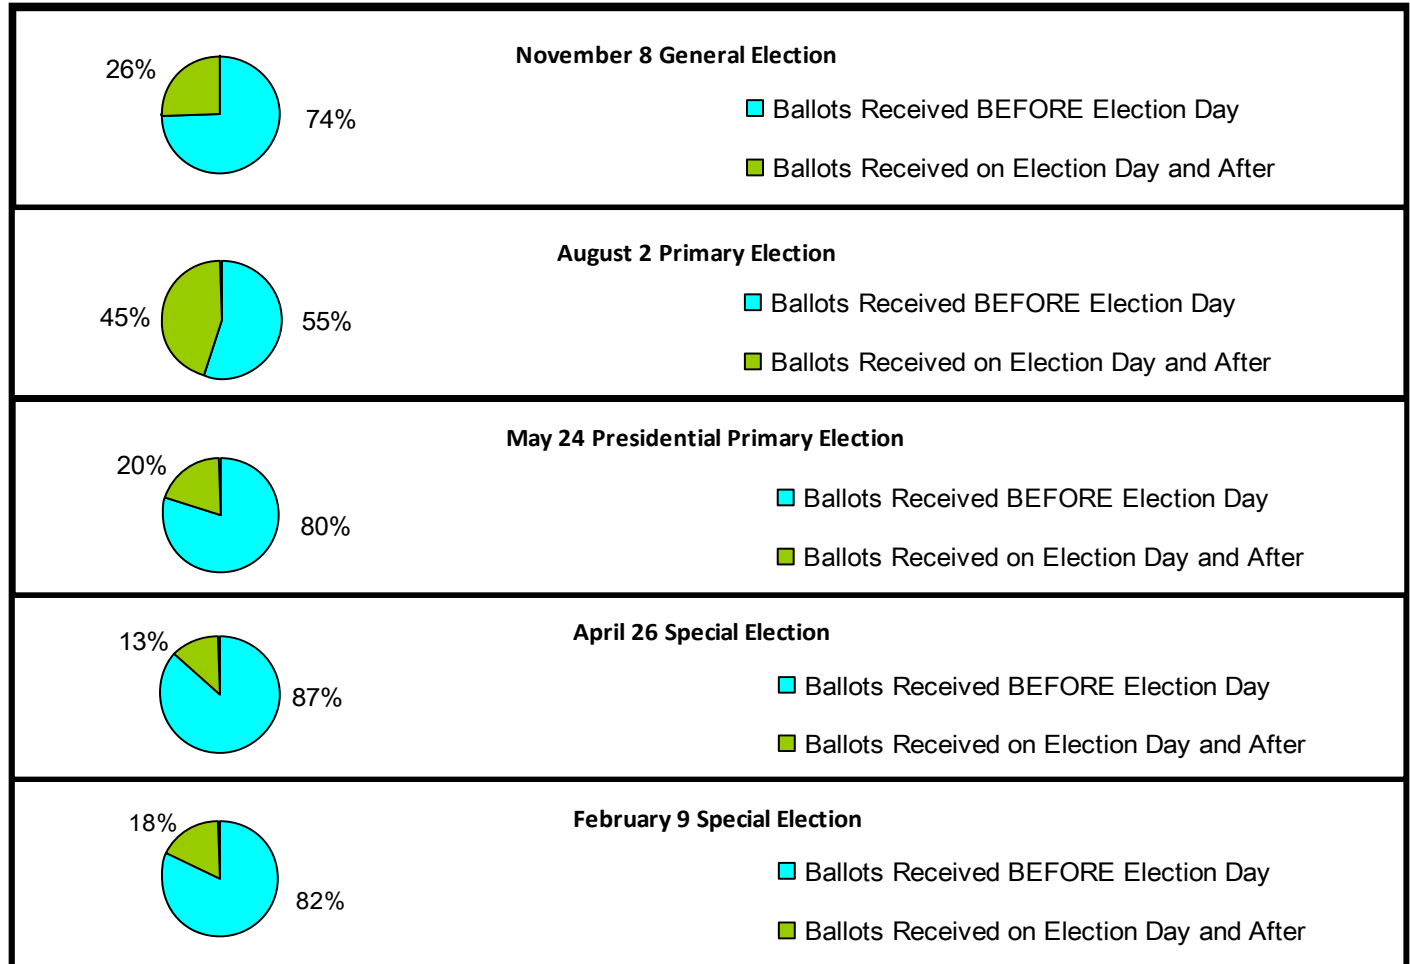 November 8 General Election
26%
74%
Ballots Received BEFORE Election Day
Ballots Received on Election Day and After
August 2 Primary Election
45%
55%
Ballots Received BEFORE Election Day
Ballots Received on Election Day and After
May 24 Presidential Primary Election
20%
80%
Ballots Received BEFORE Election Day
Ballots Received on Election Day and After
April 26 Special Election
13%
87%
Ballots Received BEFORE Election Day
Ballots Received on Election Day and After
February 9 Special Election
18%
82%
Ballots Received BEFORE Election Day
Ballots Received on Election Day and After